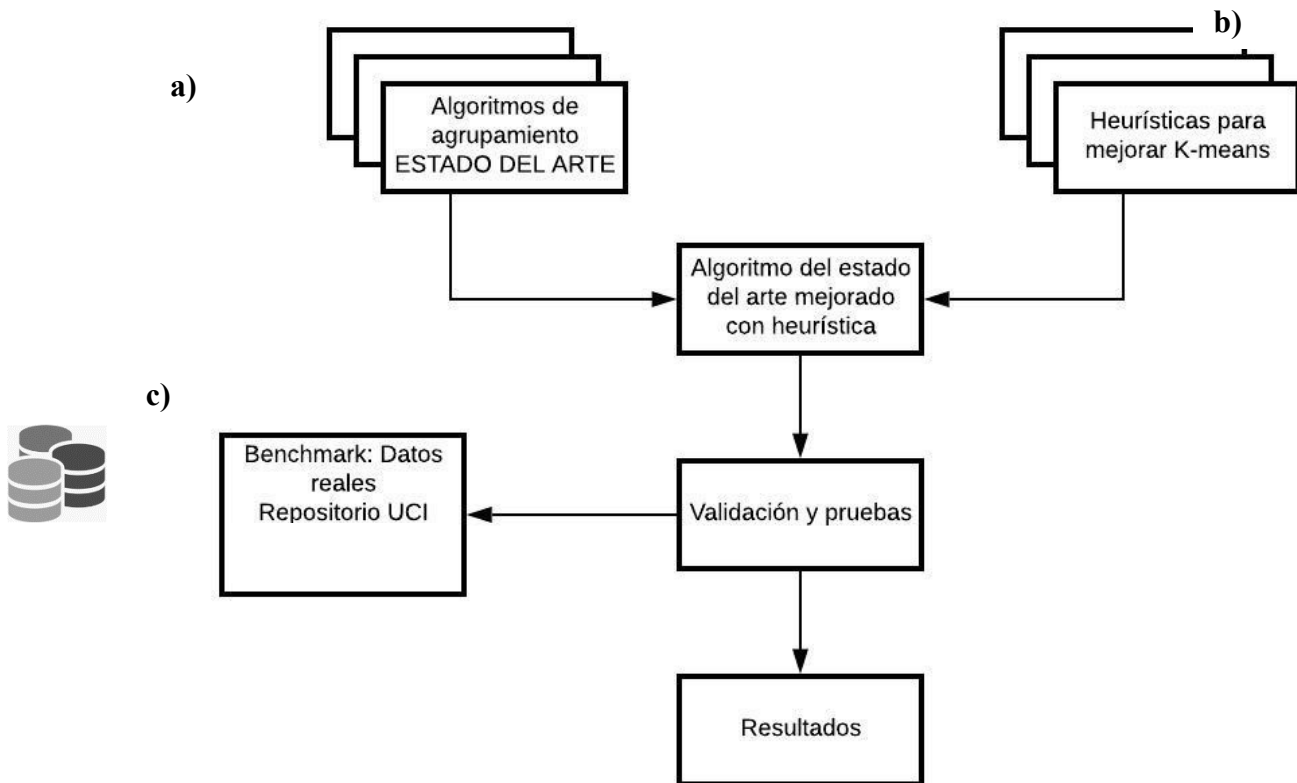 b)
a)
Algoritmos de
agrupamiento
ESTADO DEL ARTE
Heurísticas para
mejorar K-means
Algoritmo del estado
del arte mejorado
con heurística
c)
Benchmark: Datos
reales
Repositorio UCI
Validación y pruebas
Resultados